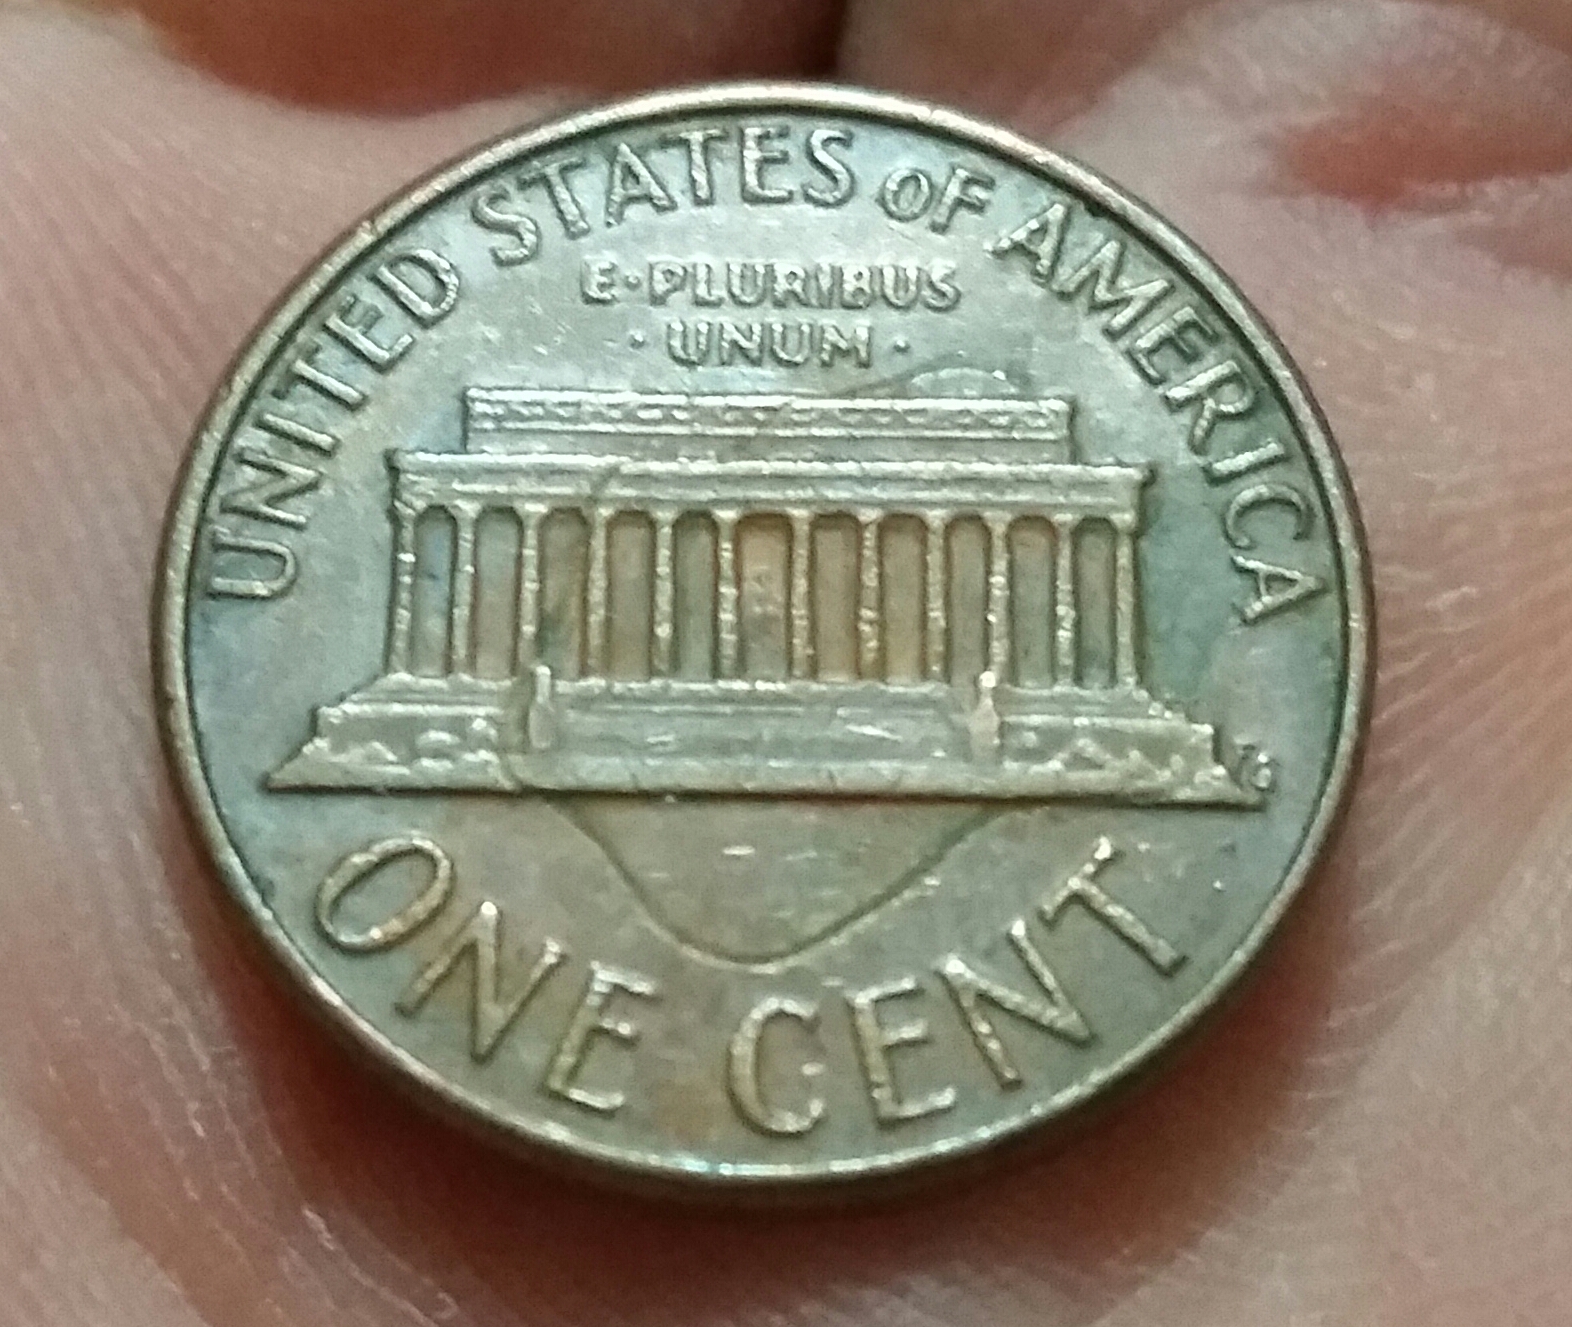 UNITED STATES OF AMERICA
E·PLURIBUS
·UNUM·
ONE CENT